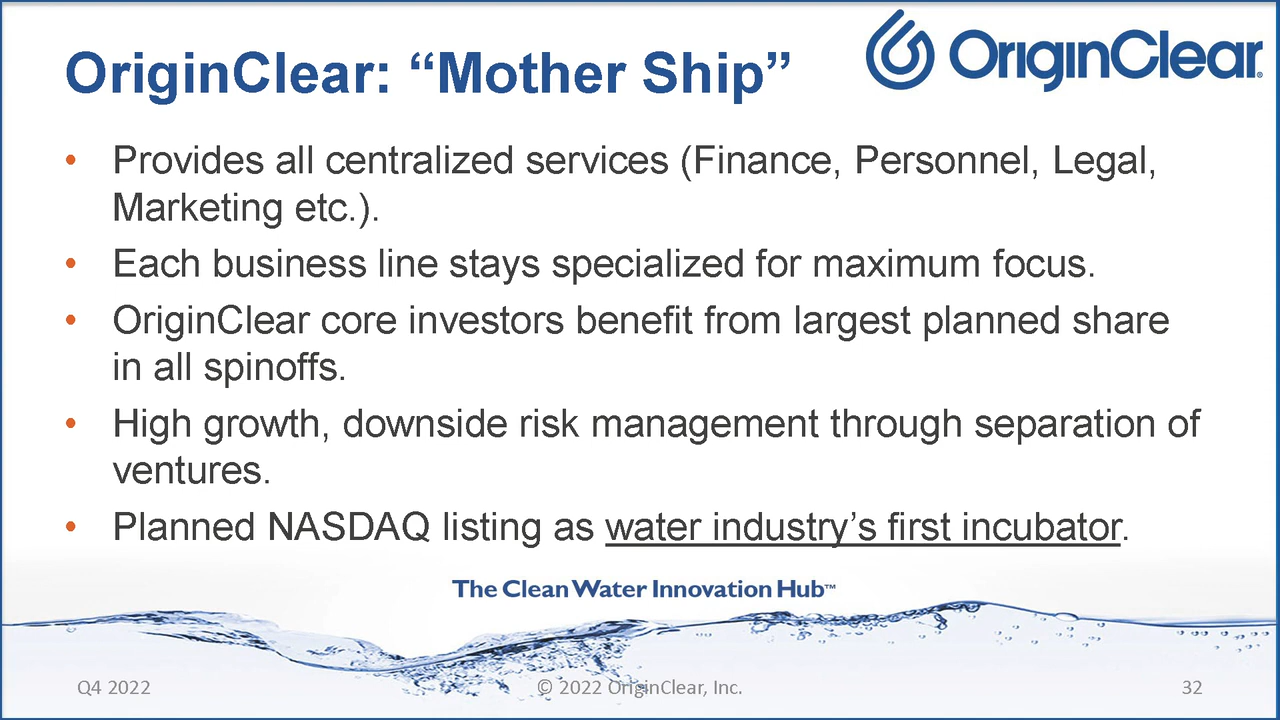 OriginClear: “Mother Ship”
OriginClear®
• Provides all centralized services (Finance, Personnel, Legal,
Marketing etc.).
• Each business line stays specialized for maximum focus.
• OriginClear core investors benefit from largest planned share
in all spinoffs.
• High growth, downside risk management through separation of
ventures.
• Planned NASDAQ listing as water industry’s first incubator.
The Clean Water Innovation Hub™
Q4 2022 © 2022 OriginClear, Inc. 32